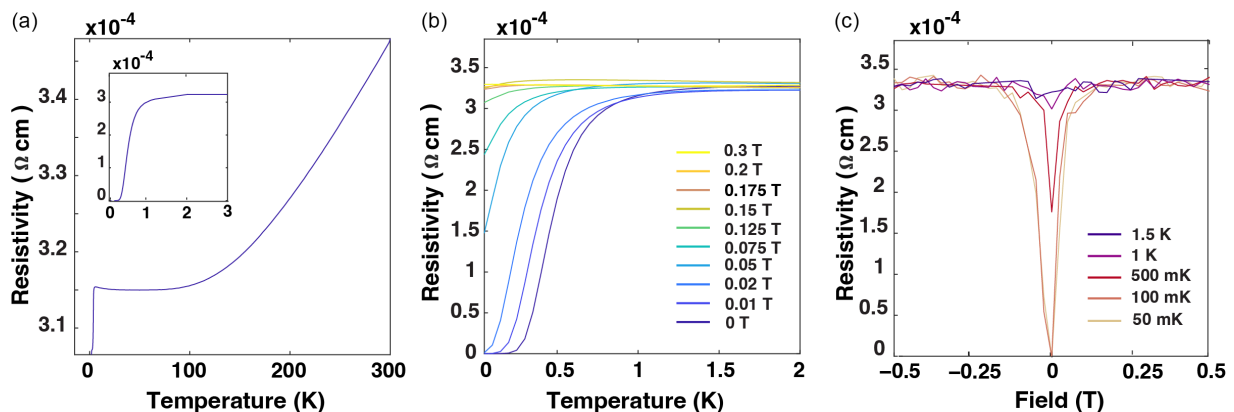 (a)
x10⁻⁴
3.4
3.3
3.2
3.1
Resistivity (Ω cm)
0
100
200
300
Temperature (K)
x10⁻⁴
4
3
2
1
0
0
1
2
3
(b)
x10⁻⁴
3.5
3
2.5
2
1.5
1
0.5
0
Resistivity (Ω cm)
0
0.5
1
1.5
2
Temperature (K)
0.3 T
0.2 T
0.175 T
0.15 T
0.125 T
0.075 T
0.05 T
0.02 T
0.01 T
0 T
(c)
x10⁻⁴
3.5
3
2.5
2
1.5
1
0.5
0
Resistivity (Ω cm)
−0.5
−0.25
0
0.25
0.5
Field (T)
1.5 K
1 K
500 mK
100 mK
50 mK